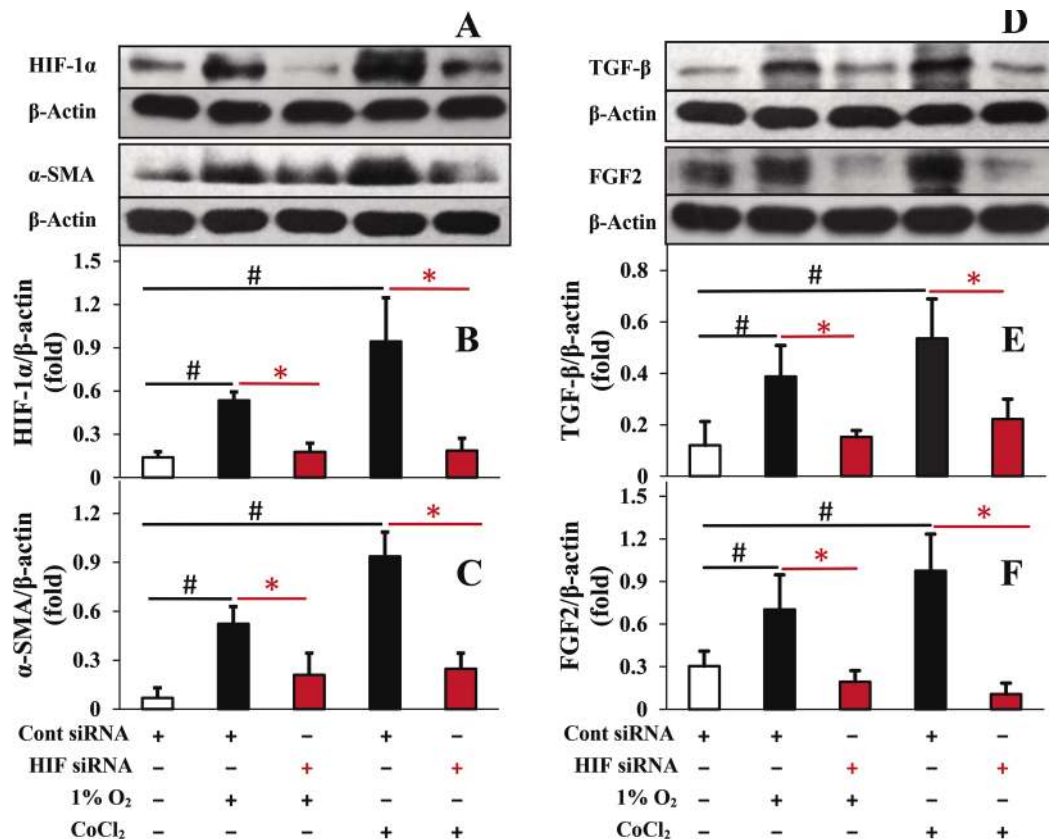 A
HIF-1α
β-Actin
α-SMA
β-Actin
1.5
1.2
0.9
0.6
0.3
0
HIF-1α/β-actin
(fold)
#
*
#
*
B
1.2
0.9
0.6
0.3
0
α-SMA/β-actin
(fold)
#
*
#
*
C
Cont siRNA + + − + −
HIF siRNA − − + − +
1% O₂ − + + − −
CoCl₂ − − − + +
D
TGF-β
β-Actin
FGF2
β-Actin
0.8
0.6
0.4
0.2
0
TGF-β/β-actin
(fold)
#
*
#
*
E
1.5
1.2
0.9
0.6
0.3
0
FGF2/β-actin
(fold)
#
*
#
*
F
Cont siRNA + + − + −
HIF siRNA − − + − +
1% O₂ − + + − −
CoCl₂ − − − + +